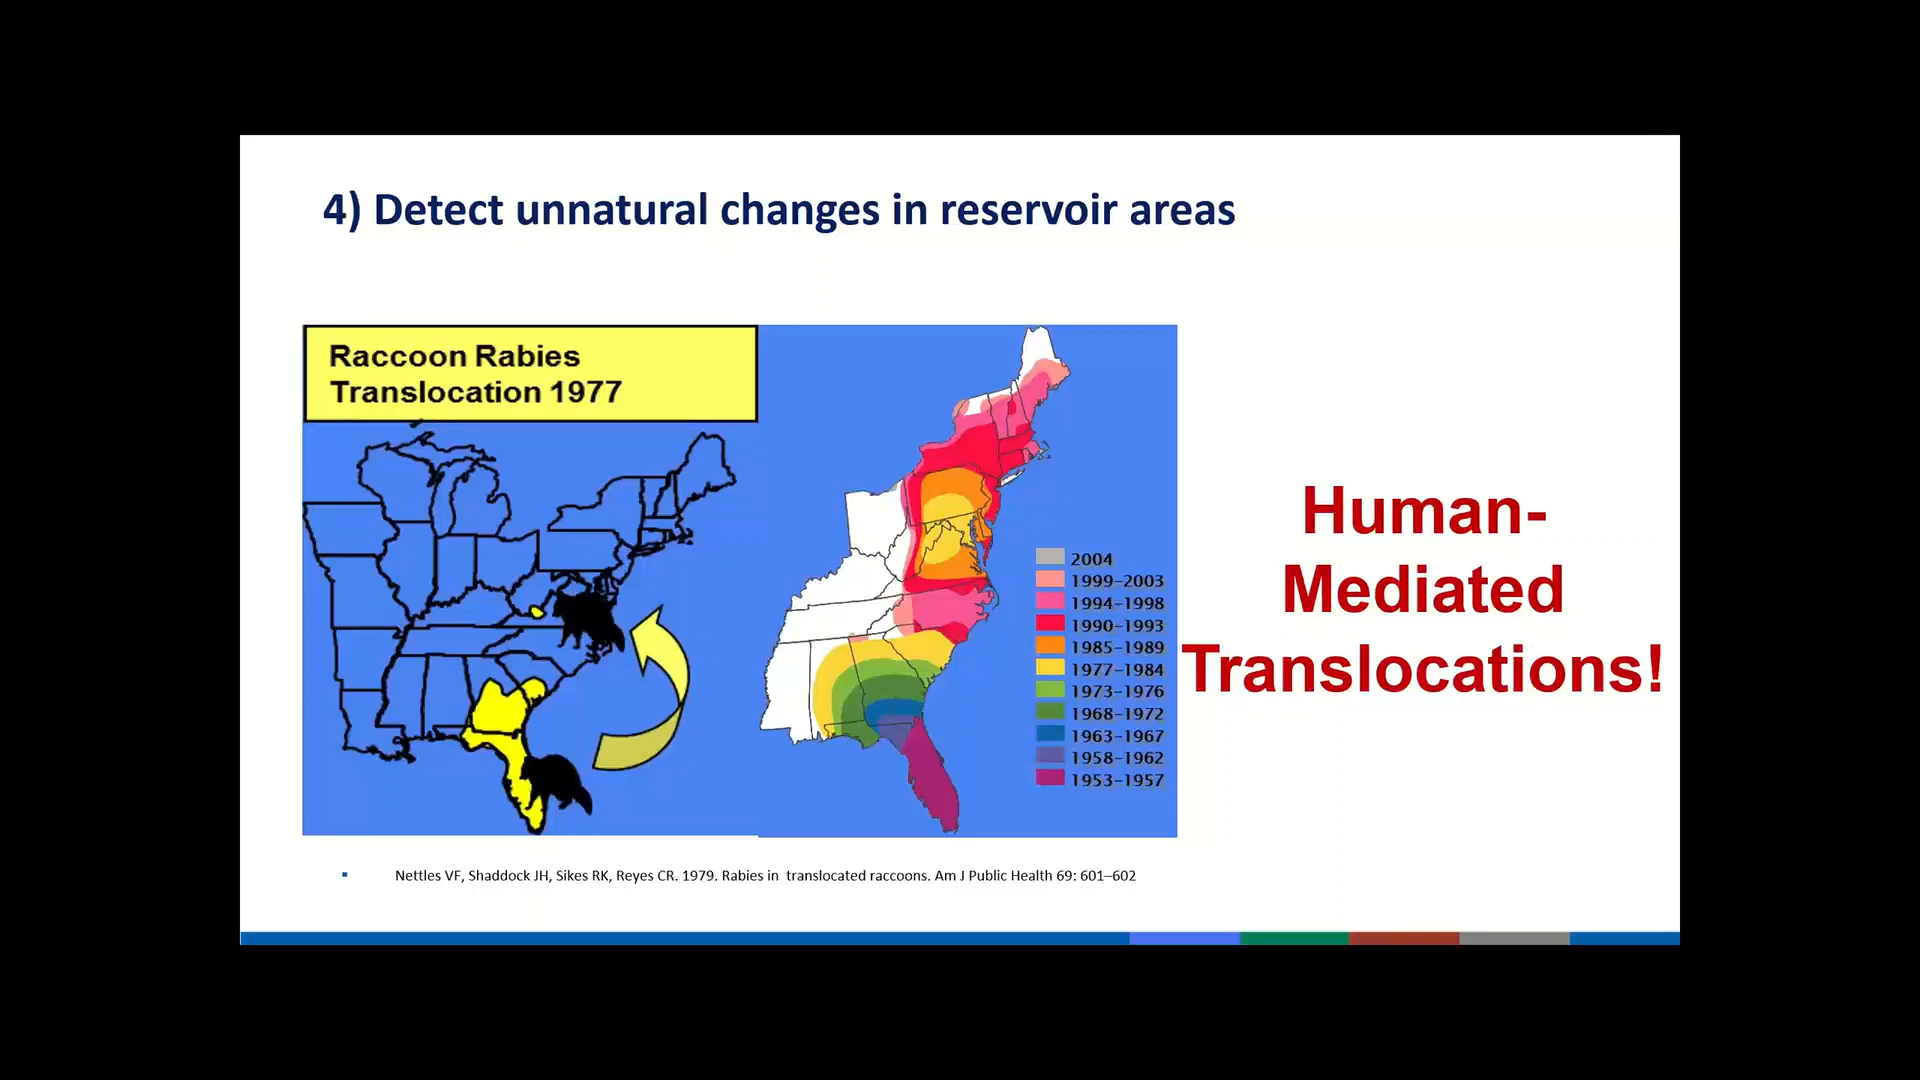 4) Detect unnatural changes in reservoir areas
Raccoon Rabies
Translocation 1977
2004
1999-2003
1994-1998
1990-1993
1985-1989
1977-1984
1973-1976
1968-1972
1963-1967
1958-1962
1953-1957
Human-
Mediated
Translocations!
Nettles VF, Shaddock JH, Sikes RK, Reyes CR. 1979. Rabies in  translocated raccoons. Am J Public Health 69: 601–602